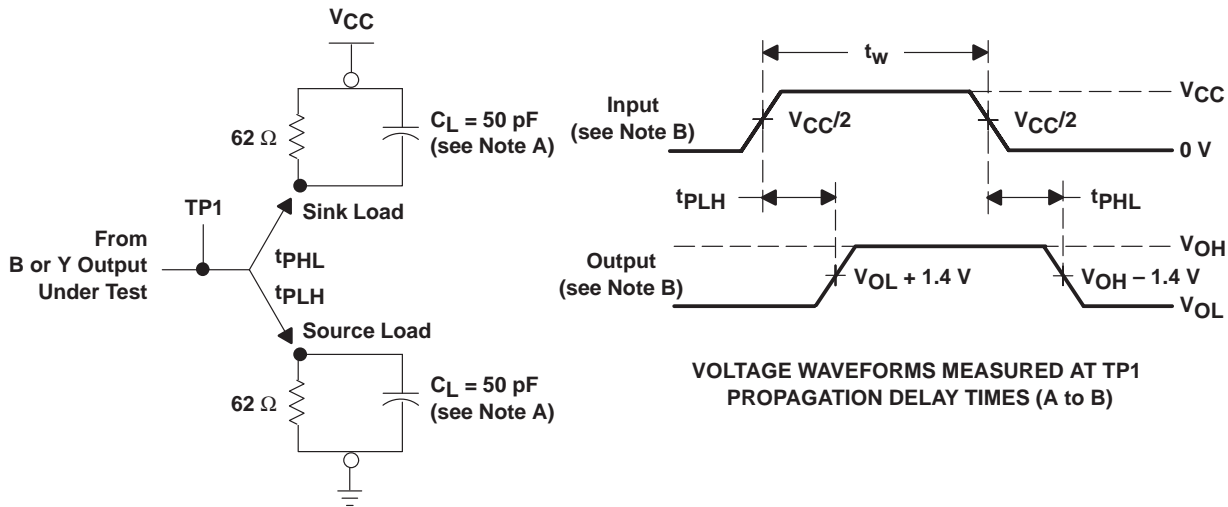 VCC
62 Ω
CL = 50 pF
(see Note A)
TP1
Sink Load
From
B or Y Output
Under Test
tPHL
tPLH
Source Load
62 Ω
CL = 50 pF
(see Note A)
tw
Input
(see Note B)
VCC/2
VCC/2
VCC
0 V
tPLH
tPHL
Output
(see Note B)
VOL + 1.4 V
VOH – 1.4 V
VOH
VOL
VOLTAGE WAVEFORMS MEASURED AT TP1
PROPAGATION DELAY TIMES (A to B)